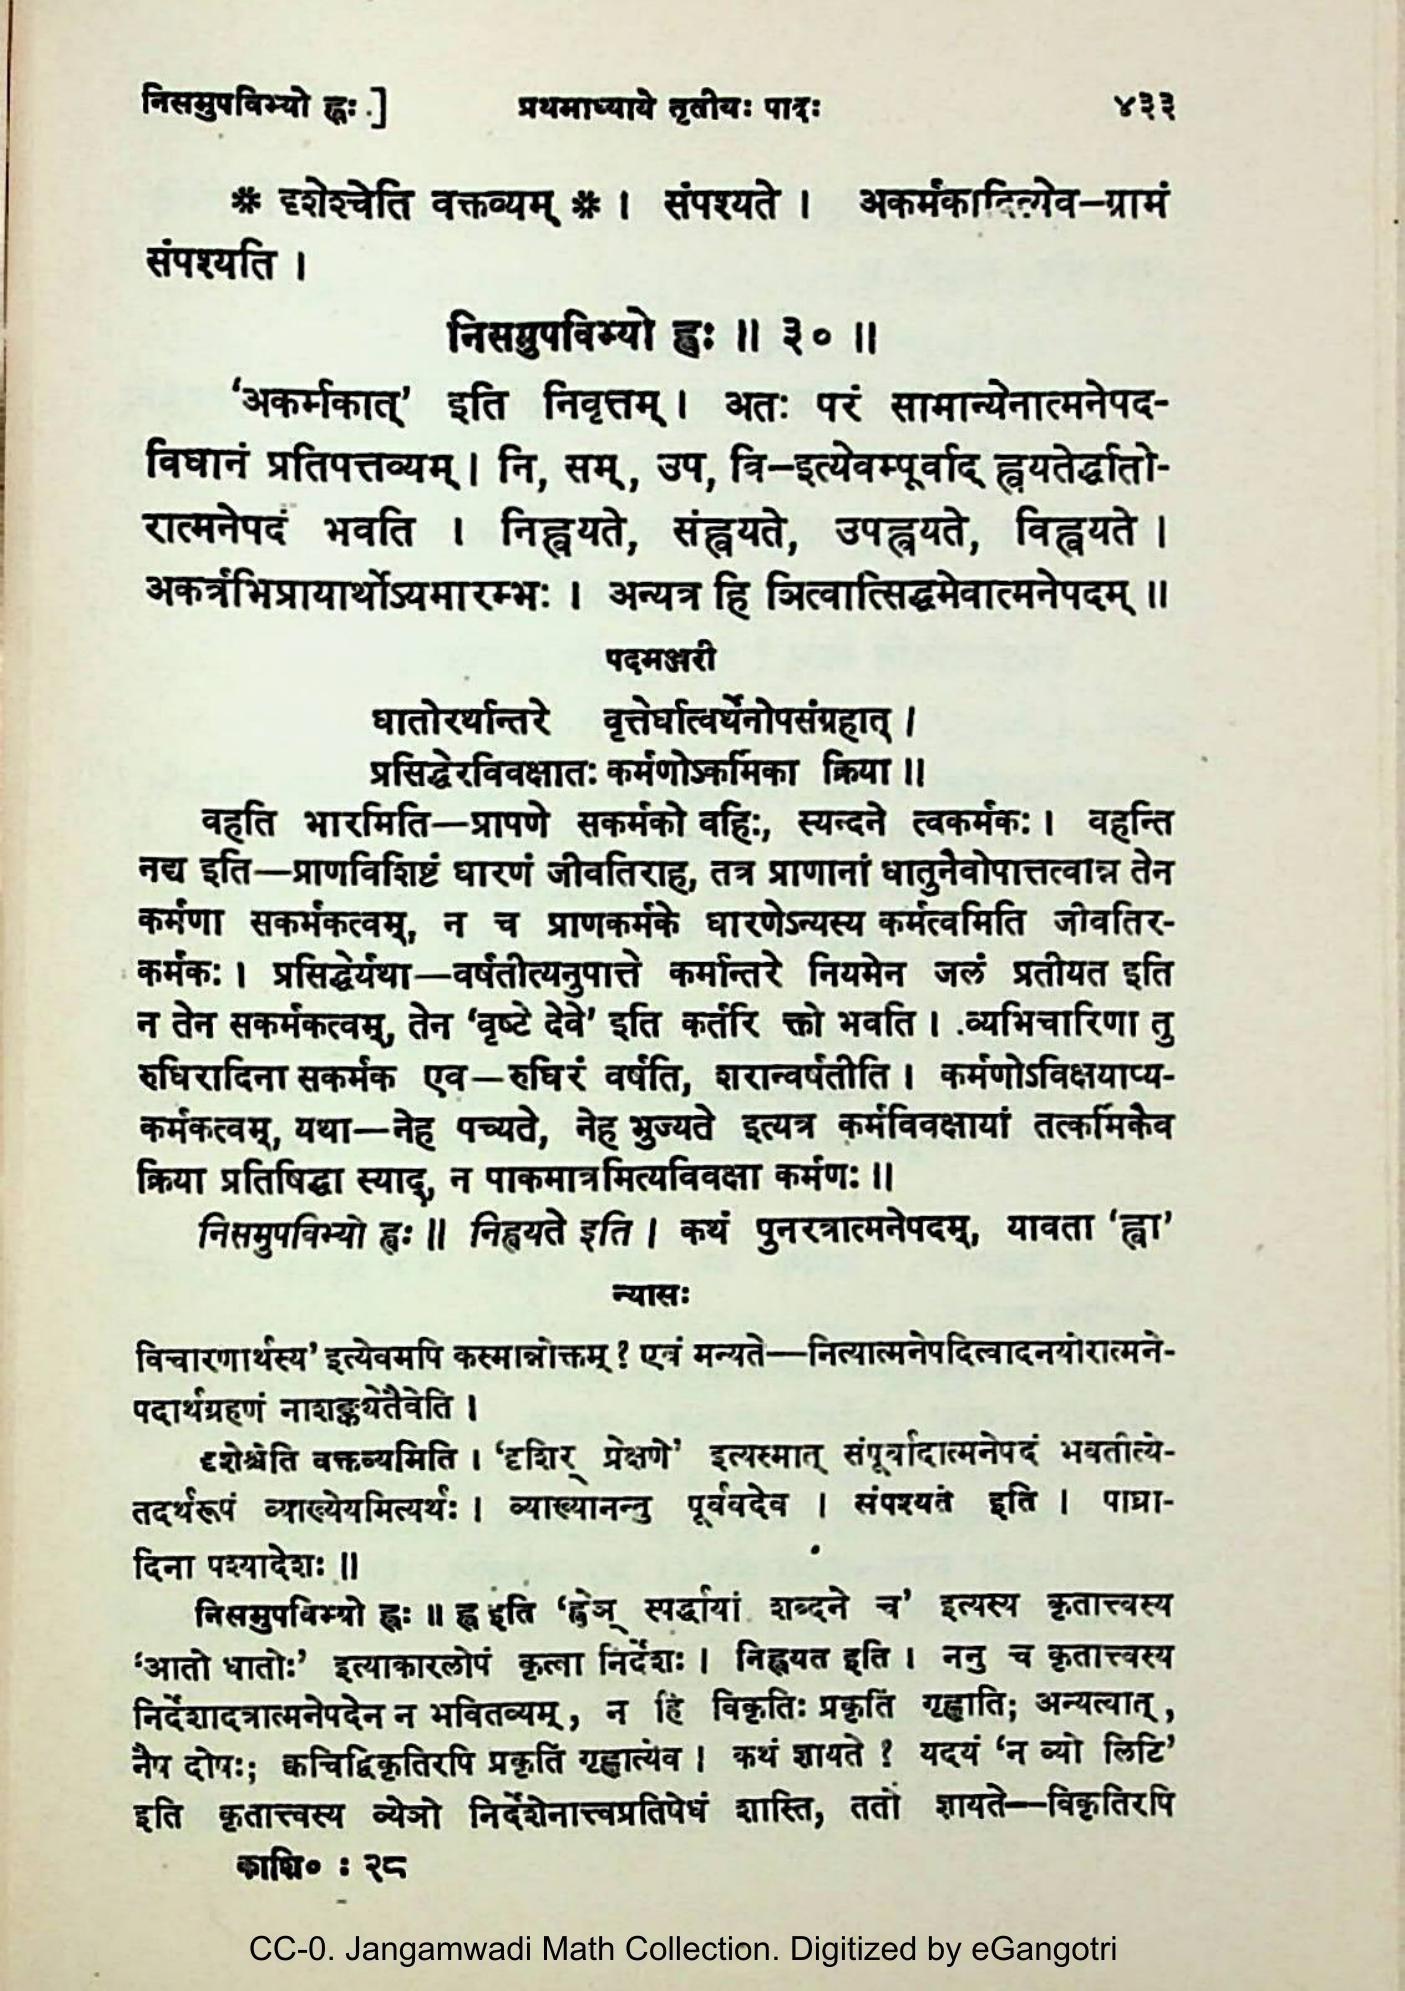 निसमुपविभ्यो ह्वः ]
प्रथमाध्याये तृतीयः पादः
४३३
* दृशेश्चेति वक्तव्यम् * । संपश्यते । अकर्मकादित्येव–ग्रामं
संपश्यति ।
निसमुपविभ्यो ह्वः ॥ ३० ॥
‘अकर्मकात्’ इति निवृत्तम् । अतः परं सामान्येनात्मनेपद-
विधानं प्रतिपत्तव्यम् । नि, सम्, उप, वि–इत्येवम्पूर्वाद् ह्वयतेर्द्धातो-
रात्मनेपदं भवति । निह्वयते, संह्वयते, उपह्वयते, विह्वयते ।
अकर्त्रभिप्रायार्थोऽयमारम्भः । अन्यत्र हि ञित्वात्सिद्धमेवात्मनेपदम् ॥
पदमञ्जरी
धातोरर्थान्तरे वृत्तेर्धात्वर्थेनोपसंग्रहात् ।
प्रसिद्धेरविवक्षातः कर्मणोऽकर्मिका क्रिया ॥
वहति भारमिति—प्रापणे सकर्मको वहिः, स्यन्दने त्वकर्मकः । वहन्ति
नद्य इति—प्राणविशिष्टं धारणं जीवतिराह, तत्र प्राणानां धातुनैवोपात्तत्वान्न तेन
कर्मणा सकर्मकत्वम्, न च प्राणकर्मके धारणेऽन्यस्य कर्मत्वमिति जीवतिर-
कर्मकः । प्रसिद्धेर्यथा—वर्षतीत्यनुपात्ते कर्मान्तरे नियमेन जलं प्रतीयत इति
न तेन सकर्मकत्वम्, तेन ‘वृष्टे देवे’ इति कर्तरि क्तो भवति । व्यभिचारिणा तु
रुधिरादिना सकर्मक एव—रुधिरं वर्षति, शरान्वर्षतीति । कर्मणोऽविक्षयाप्य-
कर्मकत्वम्, यथा—नेह पच्यते, नेह भुज्यते इत्यत्र कर्मविवक्षायां तत्कर्मिकैव
क्रिया प्रतिषिद्धा स्याद्, न पाकमात्रमित्यविवक्षा कर्मणः ॥
निसमुपविभ्यो ह्वः ॥ निह्वयते इति । कथं पुनरत्रात्मनेपदम्, यावता ‘ह्वा’
न्यासः
विचारणार्थस्य’ इत्येवमपि कस्मान्नोक्तम् ? एवं मन्यते—नित्यात्मनेपदित्वादनयोरात्मने-
पदार्थग्रहणं नाशङ्कयेतैवेति ।
दृशेश्चेति वक्तव्यमिति । ‘दृशिर् प्रेक्षणे’ इत्यस्मात् संपूर्वादात्मनेपदं भवतीत्ये-
तदर्थरूपं व्याख्येयमित्यर्थः । व्याख्यानन्तु पूर्ववदेव । संपश्यते इति । पाघ्रा-
दिना पश्यादेशः ॥
निसमुपविभ्यो ह्वः ॥ ह्व इति ‘ह्वेञ् स्पर्द्धायां शब्दने च’ इत्यस्य कृतात्त्वस्य
‘आतो धातोः’ इत्याकारलोपं कृत्वा निर्देशः । निह्वयत इति । ननु च कृतात्त्वस्य
निर्देशादत्रात्मनेपदेन न भवितव्यम्, न हि विकृतिः प्रकृतिं गृह्णाति; अन्यत्वात्,
नैष दोषः; क्वचिद्विकृतिरपि प्रकृतिं गृह्णात्येव । कथं ज्ञायते ? यदयं ‘न व्यो लिटि’
इति कृतात्त्वस्य व्येञो निर्देशेनात्त्वप्रतिषेधं शास्ति, ततो ज्ञायते—विकृतिरपि
काशि० : २८
CC-0. Jangamwadi Math Collection. Digitized by eGangotri